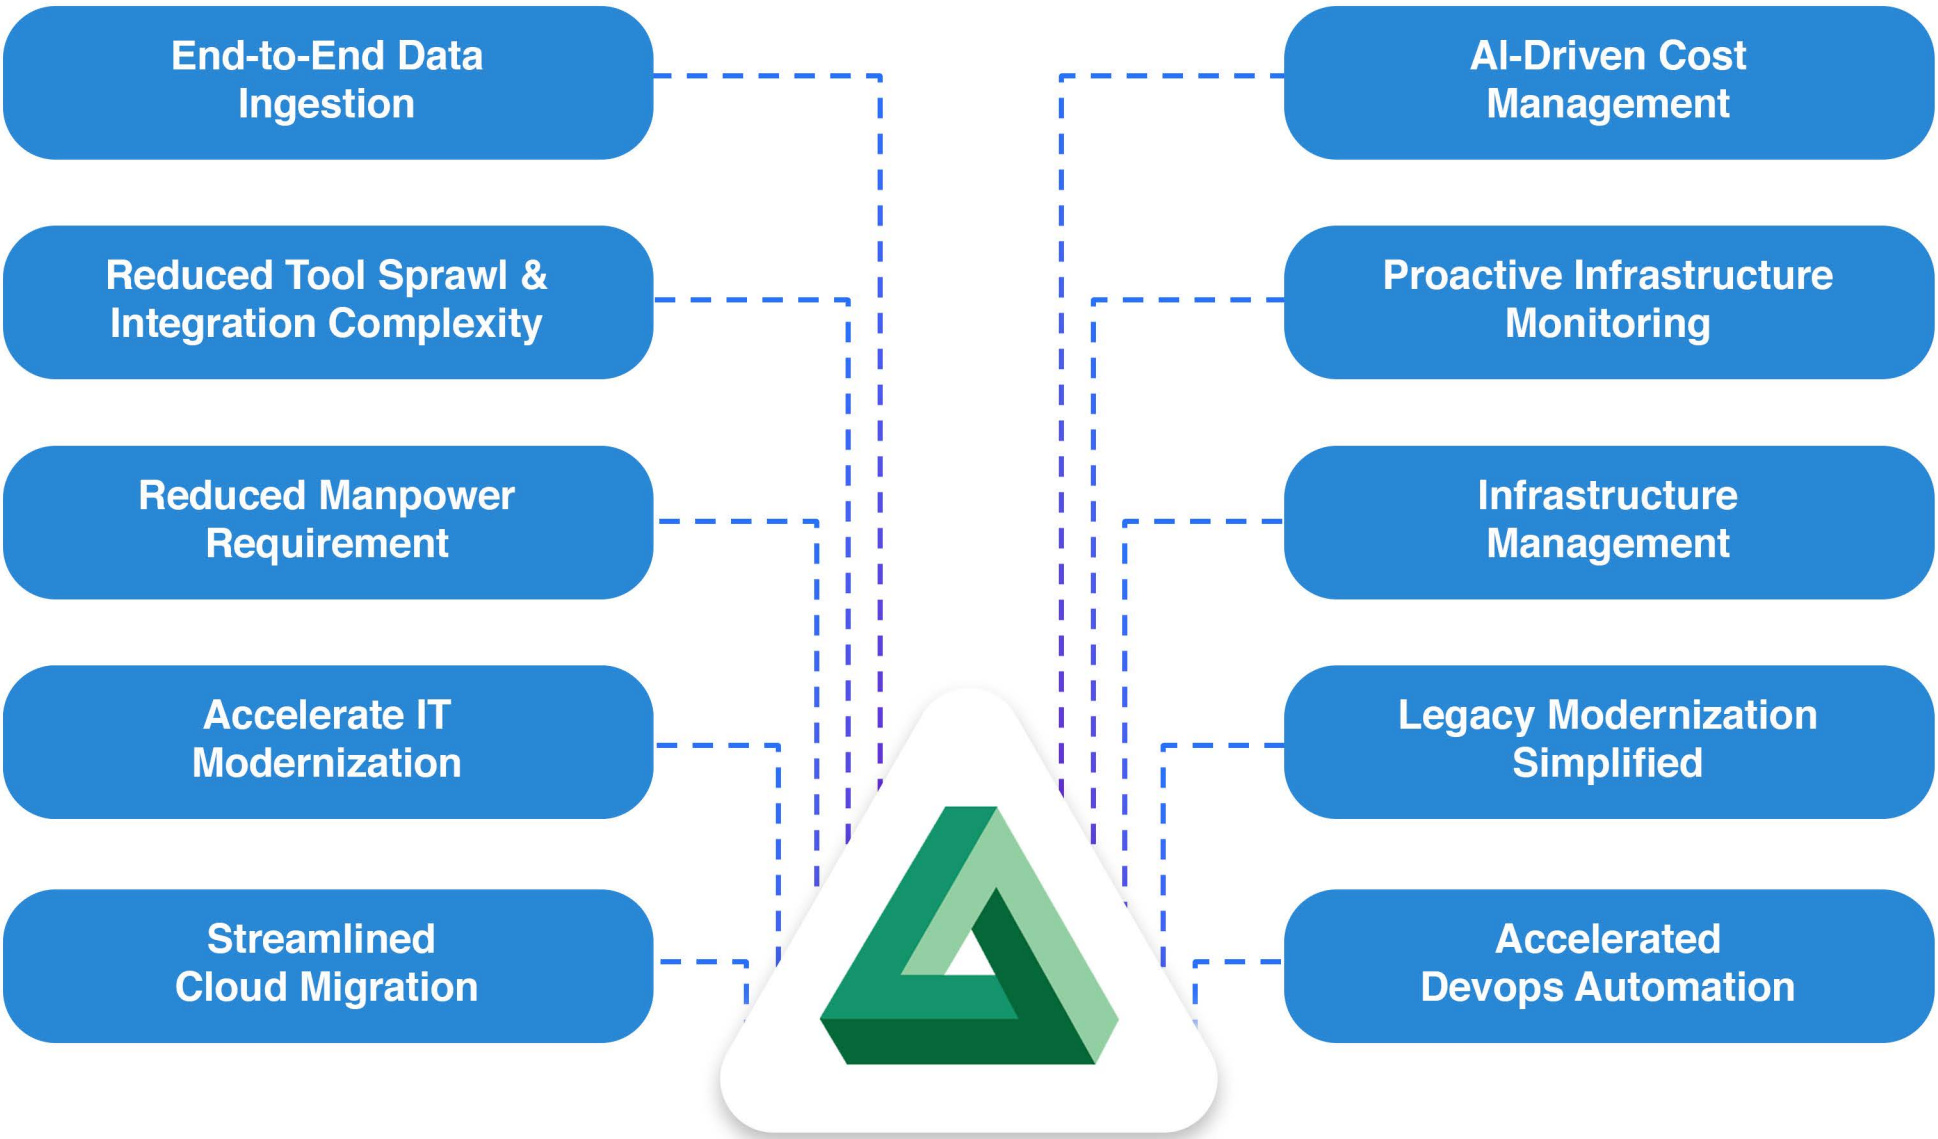 End-to-End Data
Ingestion
Reduced Tool Sprawl &
Integration Complexity
Reduced Manpower
Requirement
Accelerate IT
Modernization
Streamlined
Cloud Migration
AI-Driven Cost
Management
Proactive Infrastructure
Monitoring
Infrastructure
Management
Legacy Modernization
Simplified
Accelerated
Devops Automation